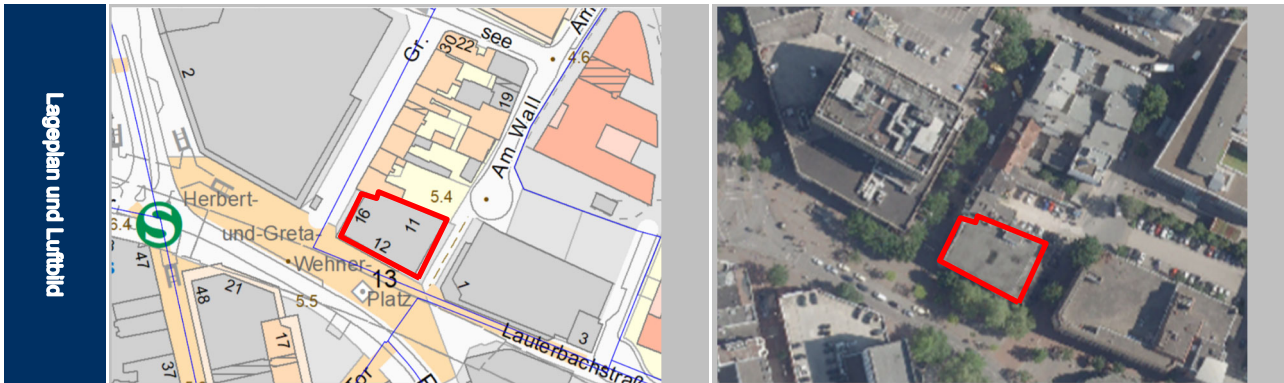 Lageplan und Luftbild
2
Gr.
30
22
see
Am
4.6
19
Am Wall
5.4
16
11
12
Herbert-
und-Greta-
Wehner-
Platz
13
6.4
47
48
21
5.5
17
37
1
3
Lauterbachstraß